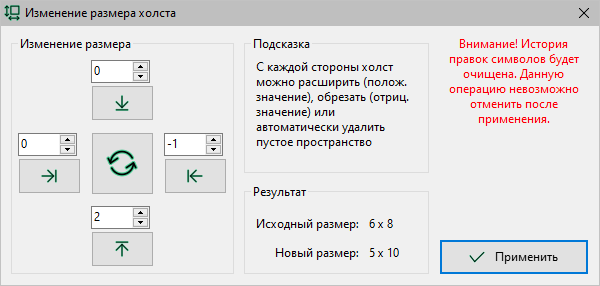 Изменение размера холста
Изменение размера
0
0
-1
2
Подсказка
С каждой стороны холст
можно расширить (полож.
значение), обрезать (отриц.
значение) или
автоматически удалить
пустое пространство
Результат
Исходный размер: 6 x 8
Новый размер: 5 x 10
Внимание! История
правок символов будет
очищена. Данную
операцию невозможно
отменить после
применения.
Применить